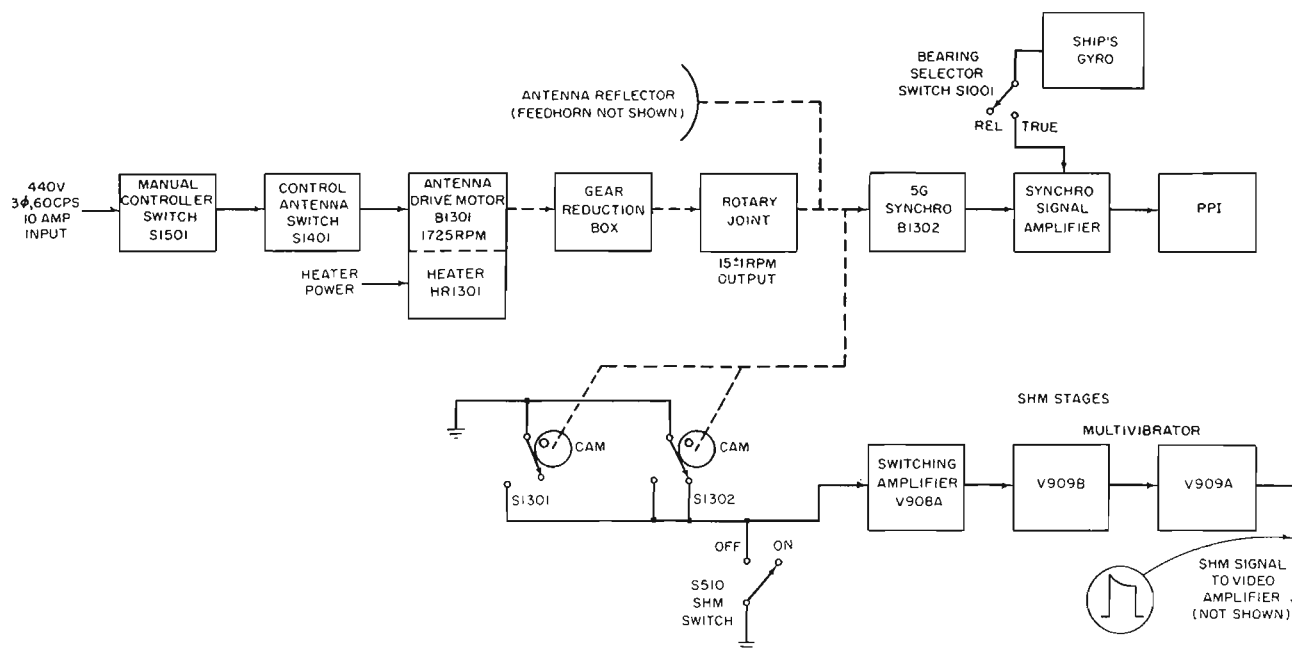 SHIP'S
GYRO
BEARING
SELECTOR
SWITCH S1001
REL
TRUE
ANTENNA REFLECTOR
(FEEDHORN NOT SHOWN)
440V
3ϕ,60CPS
10 AMP
INPUT
MANUAL
CONTROLLER
SWITCH
S1501
CONTROL
ANTENNA
SWITCH
S1401
ANTENNA
DRIVE MOTOR
B1301
1725RPM
HEATER
POWER
HEATER
HR1301
GEAR
REDUCTION
BOX
ROTARY
JOINT
15±1RPM
OUTPUT
5G
SYNCHRO
B1302
SYNCHRO
SIGNAL
AMPLIFIER
PPI
CAM
CAM
S1301
S1302
OFF
ON
S510
SHM
SWITCH
SHM STAGES
MULTIVIBRATOR
SWITCHING
AMPLIFIER
V908A
V909B
V909A
SHM SIGNAL
TO VIDEO
AMPLIFIER
(NOT SHOWN)